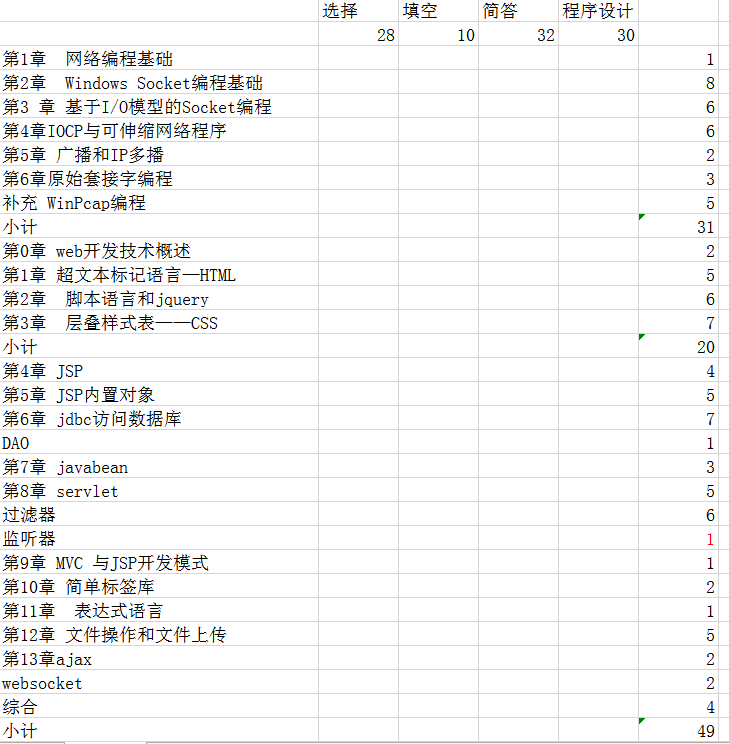 选择 填空 简答 程序设计
28 10 32 30
第1章 网络编程基础 1
第2章 Windows Socket编程基础 8
第3 章 基于I/O模型的Socket编程 6
第4章IOCP与可伸缩网络程序 6
第5章 广播和IP多播 2
第6章原始套接字编程 3
补充 WinPcap编程 5
小计 31
第0章 web开发技术概述 2
第1章 超文本标记语言—HTML 5
第2章 脚本语言和jquery 6
第3章 层叠样式表——CSS 7
小计 20
第4章 JSP 4
第5章 JSP内置对象 5
第6章 jdbc访问数据库 7
DAO 1
第7章 javabean 3
第8章 servlet 5
过滤器 6
监听器 1
第9章 MVC 与JSP开发模式 1
第10章 简单标签库 2
第11章 表达式语言 1
第12章 文件操作和文件上传 5
第13章ajax 2
websocket 2
综合 4
小计 49